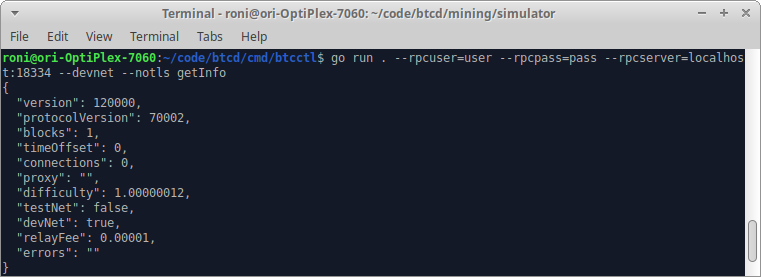 Terminal - roni@ori-OptiPlex-7060: ~/code/btcd/mining/simulator
File Edit View Terminal Tabs Help
roni@ori-OptiPlex-7060:~/code/btcd/cmd/btcctl$ go run . --rpcuser=user --rpcpass=pass --rpcserver=localhos
t:18334 --devnet --notls getInfo
{
  "version": 120000,
  "protocolVersion": 70002,
  "blocks": 1,
  "timeOffset": 0,
  "connections": 0,
  "proxy": "",
  "difficulty": 1.00000012,
  "testNet": false,
  "devNet": true,
  "relayFee": 0.00001,
  "errors": ""
}